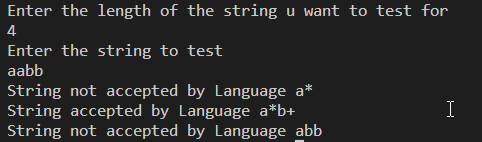 Enter the length of the string u want to test for
4
Enter the string to test
aabb
String not accepted by Language a*
String accepted by Language a*b+
String not accepted by Language abb